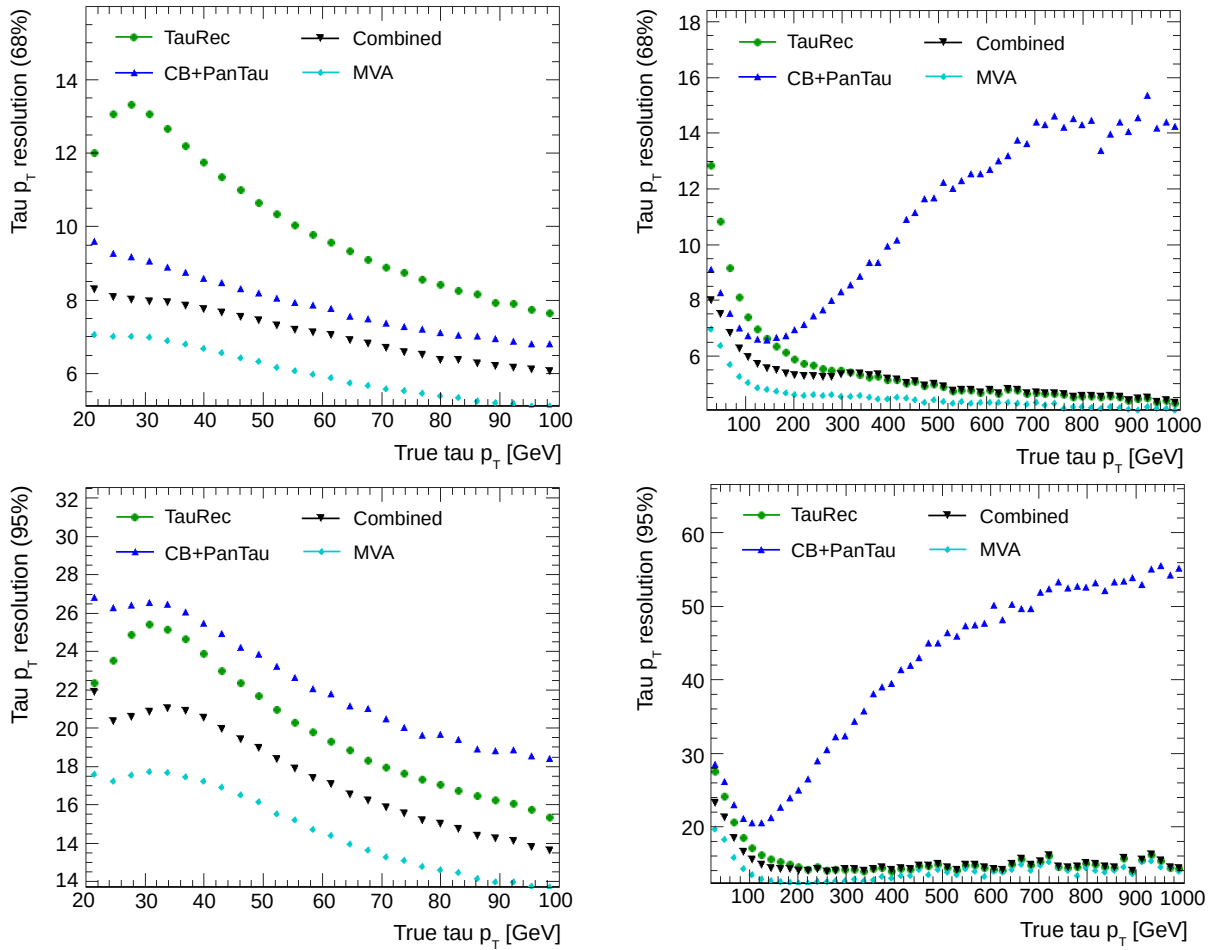 Tau p_T resolution (68%)
TauRec
Combined
CB+PanTau
MVA
14
12
10
8
6
20 30 40 50 60 70 80 90 100
True tau p_T [GeV]
Tau p_T resolution (68%)
TauRec
Combined
CB+PanTau
MVA
18
16
14
12
10
8
6
100 200 300 400 500 600 700 800 900 1000
True tau p_T [GeV]
Tau p_T resolution (95%)
TauRec
Combined
CB+PanTau
MVA
32
30
28
26
24
22
20
18
16
14
20 30 40 50 60 70 80 90 100
True tau p_T [GeV]
Tau p_T resolution (95%)
TauRec
Combined
CB+PanTau
MVA
60
50
40
30
20
100 200 300 400 500 600 700 800 900 1000
True tau p_T [GeV]